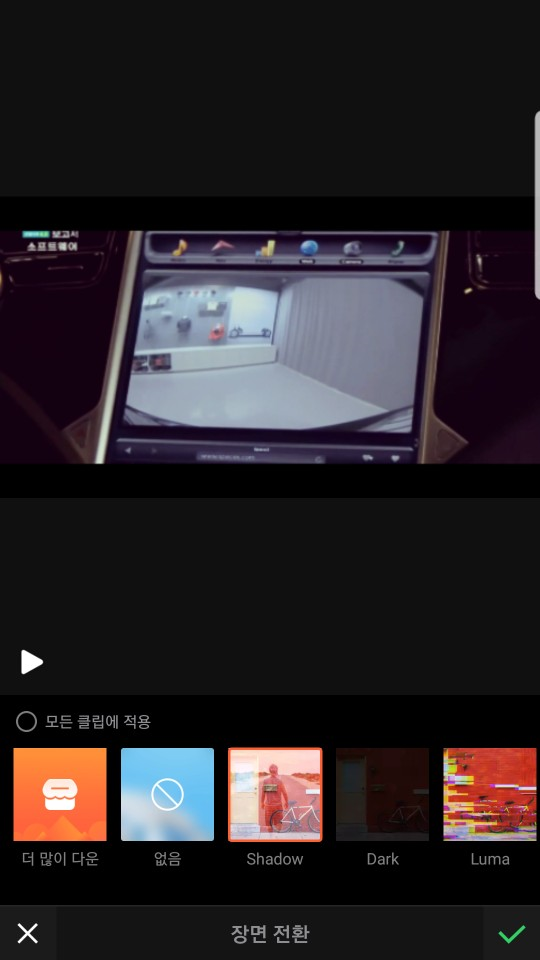 보고서
소프트웨어
모든 클립에 적용
더 많이 다운
없음
Shadow
Dark
Luma
장면 전환